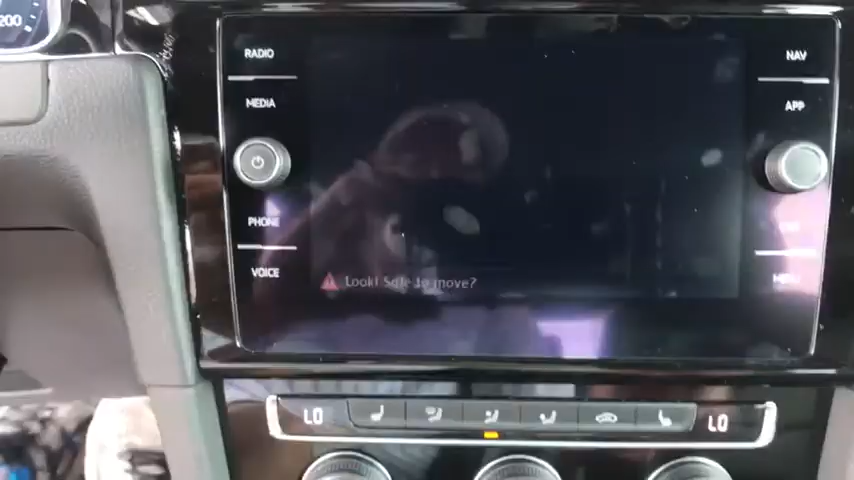 200
RADIO
NAV
MEDIA
APP
PHONE
VOICE
Look! Safe to move?
LO
LO